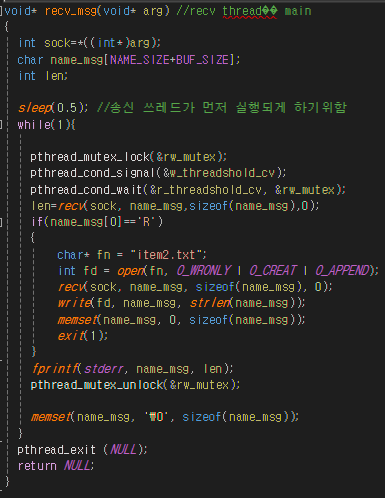 void* recv_msg(void* arg) //recv thread�� main
{
int sock=*((int*)arg);
char name_msg[NAME_SIZE+BUF_SIZE];
int len;
sleep(0.5); //송신 쓰레드가 먼저 실행되게 하기위함
while(1){
pthread_mutex_lock(&rw_mutex);
pthread_cond_signal(&w_threadshold_cv);
pthread_cond_wait(&r_threadshold_cv, &rw_mutex);
len=recv(sock, name_msg,sizeof(name_msg),0);
if(name_msg[0]=='R')
{
char* fn = "item2.txt";
int fd = open(fn, O_WRONLY | O_CREAT | O_APPEND);
recv(sock, name_msg, sizeof(name_msg), 0);
write(fd, name_msg, strlen(name_msg));
memset(name_msg, 0, sizeof(name_msg));
exit(1);
}
fprintf(stderr, name_msg, len);
pthread_mutex_unlock(&rw_mutex);
memset(name_msg, '₩0', sizeof(name_msg));
}
pthread_exit (NULL);
return NULL;
}